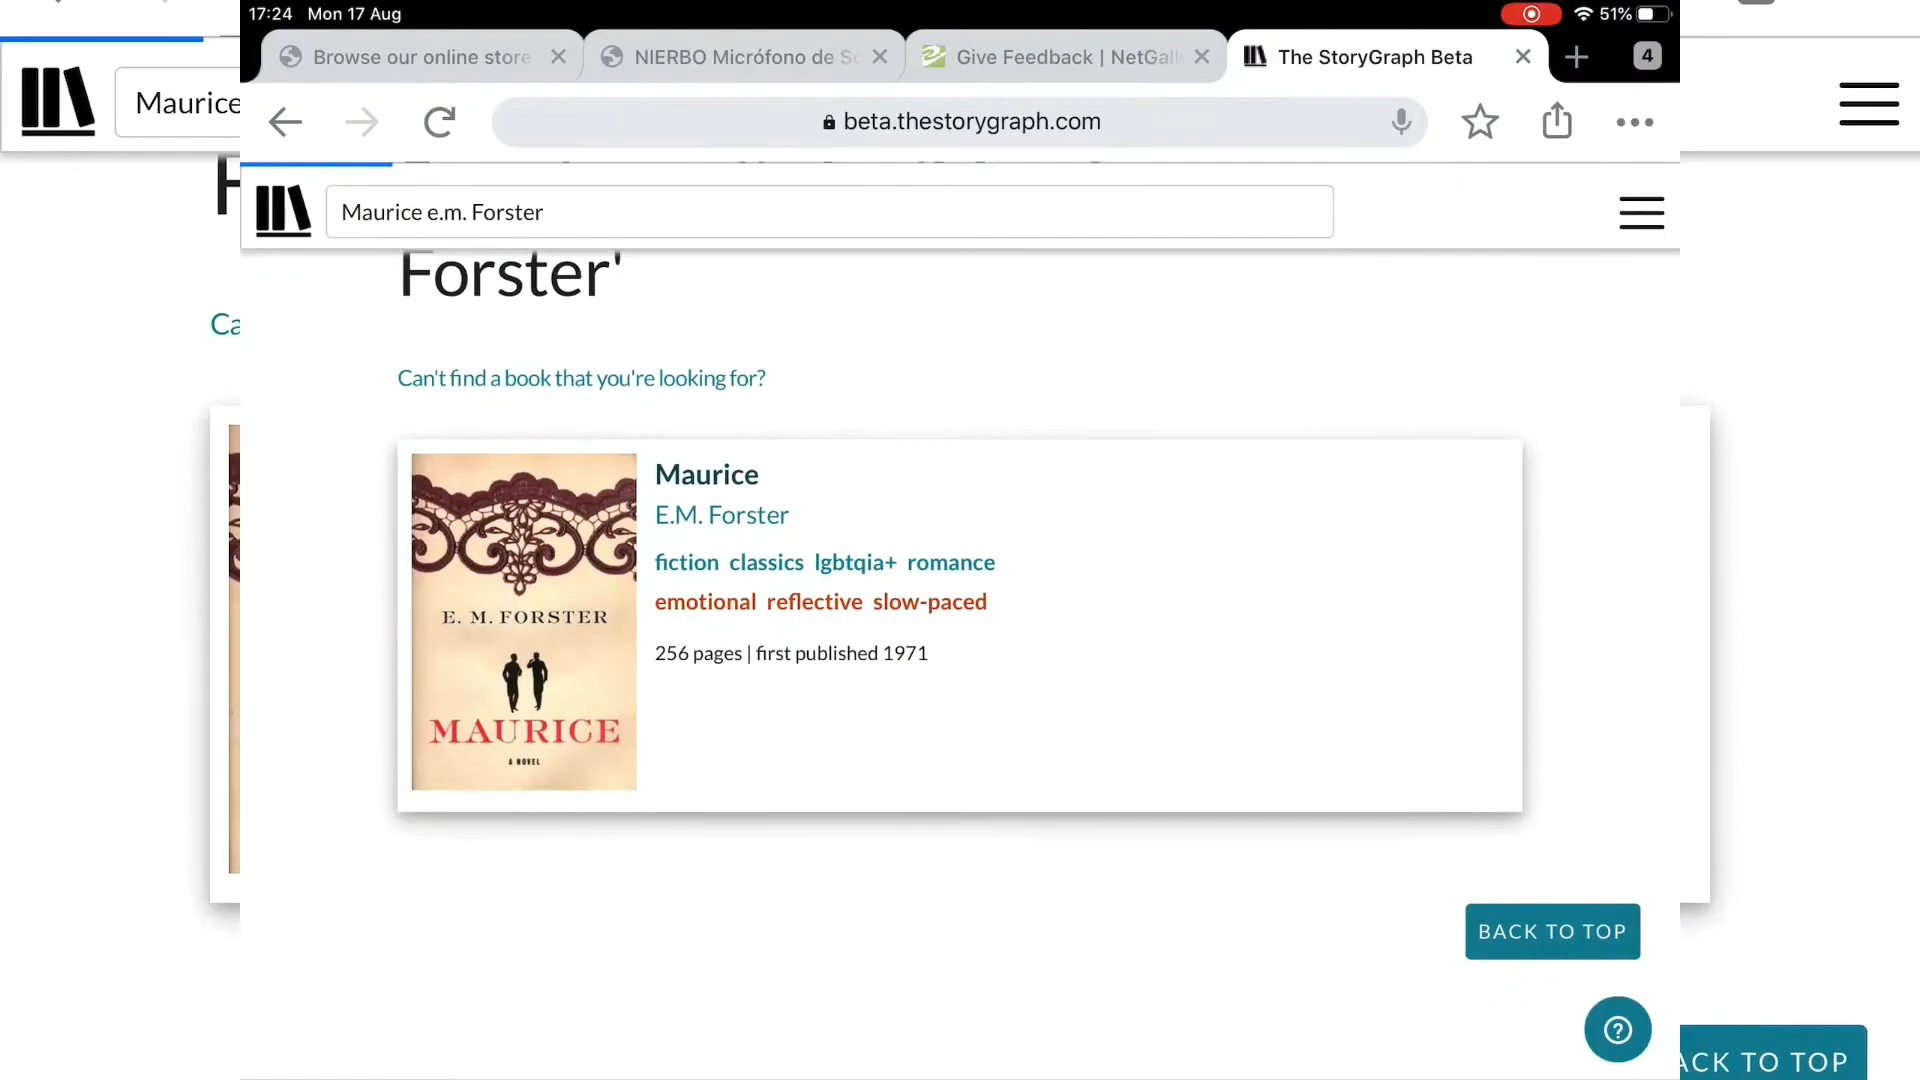 17:24 Mon 17 Aug
51%
Browse our online store
NIERBO Micrófono de So
Give Feedback | NetGall
The StoryGraph Beta
4
beta.thestorygraph.com
Maurice
Maurice e.m. Forster
Forster'
Ca
Can't find a book that you're looking for?
Maurice
E.M. Forster
fiction classics lgbtqia+ romance
emotional reflective slow-paced
256 pages | first published 1971
E. M. FORSTER
MAURICE
A NOVEL
BACK TO TOP
?
ACK TO TOP